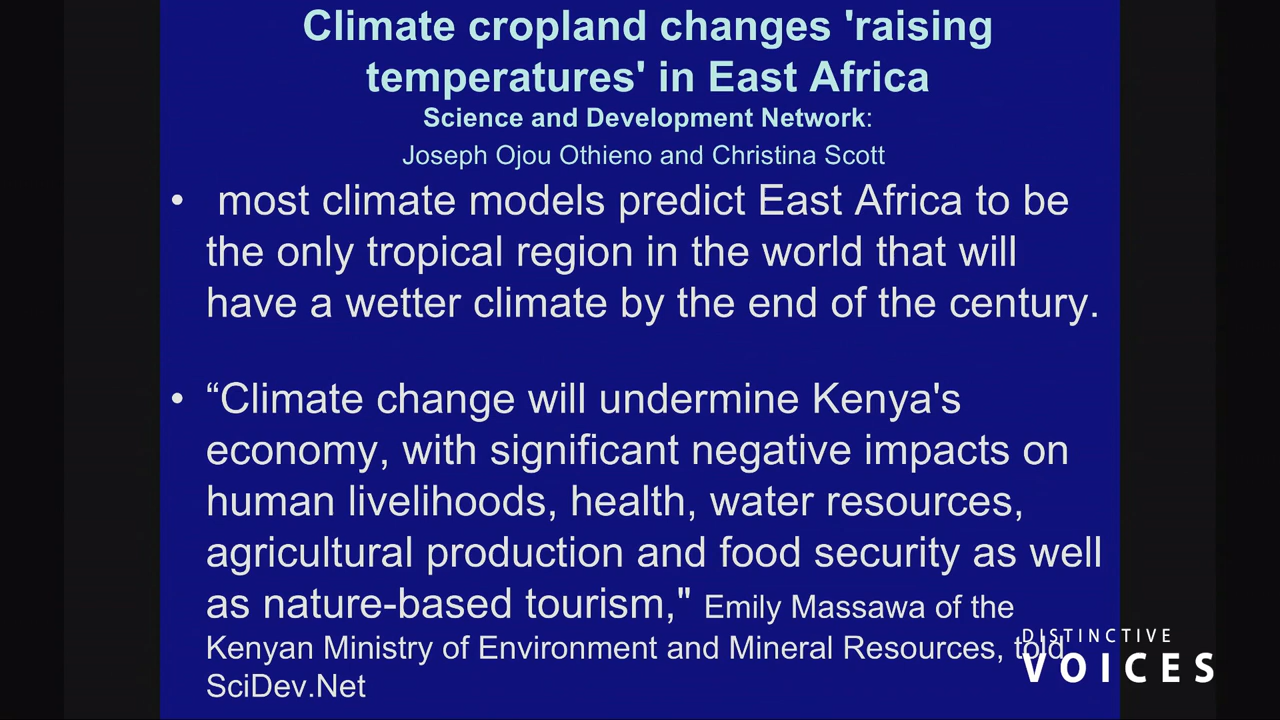 Climate cropland changes 'raising
temperatures' in East Africa
Science and Development Network:
Joseph Ojou Othieno and Christina Scott
• most climate models predict East Africa to be
the only tropical region in the world that will
have a wetter climate by the end of the century.
• “Climate change will undermine Kenya's
economy, with significant negative impacts on
human livelihoods, health, water resources,
agricultural production and food security as well
as nature-based tourism," Emily Massawa of the
Kenyan Ministry of Environment and Mineral Resources, told
SciDev.Net
DISTINCTIVE
VOICES